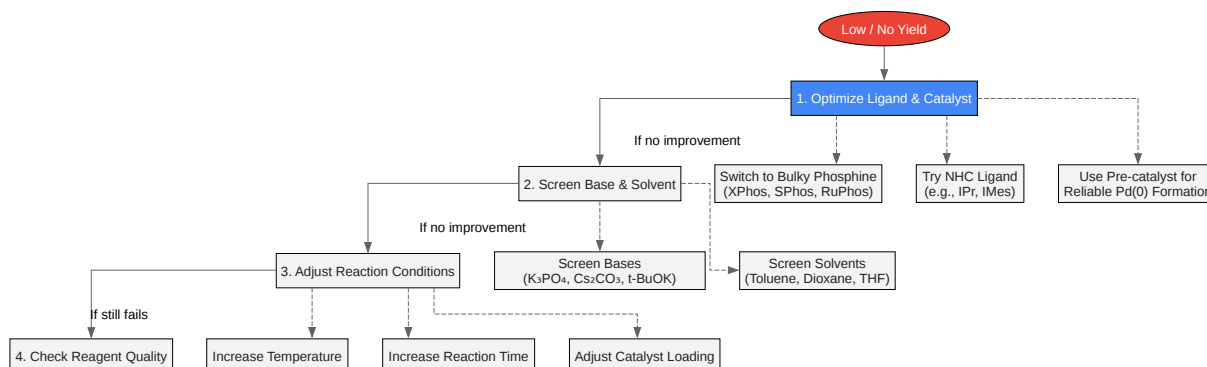 Low / No Yield
1. Optimize Ligand & Catalyst
If no improvement
2. Screen Base & Solvent
Switch to Bulky Phosphine
(XPhos, SPhos, RuPhos)
Try NHC Ligand
(e.g., IPr, IMes)
Use Pre-catalyst for
Reliable Pd(0) Formation
If no improvement
3. Adjust Reaction Conditions
Screen Bases
(K₃PO₄, Cs₂CO₃, t-BuOK)
Screen Solvents
(Toluene, Dioxane, THF)
If still fails
4. Check Reagent Quality
Increase Temperature
Increase Reaction Time
Adjust Catalyst Loading